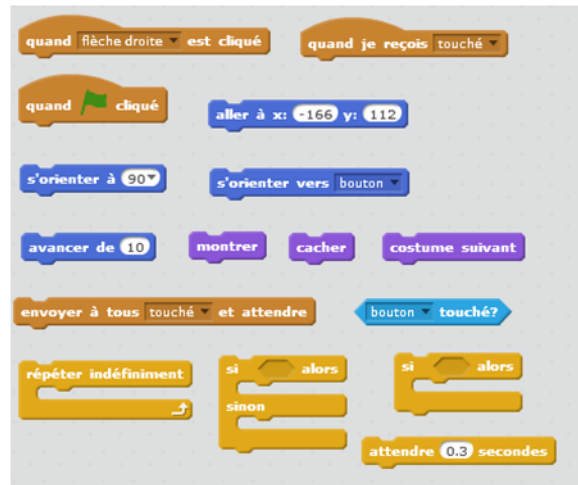 quand flèche droite est cliqué
quand je reçois touché
quand cliqué
aller à x: -166 y: 112
s'orienter à 90
s'orienter vers bouton
avancer de 10
montrer
cacher
costume suivant
envoyer à tous touché et attendre
bouton touché?
répéter indéfiniment
si alors
sinon
si alors
attendre 0.3 secondes